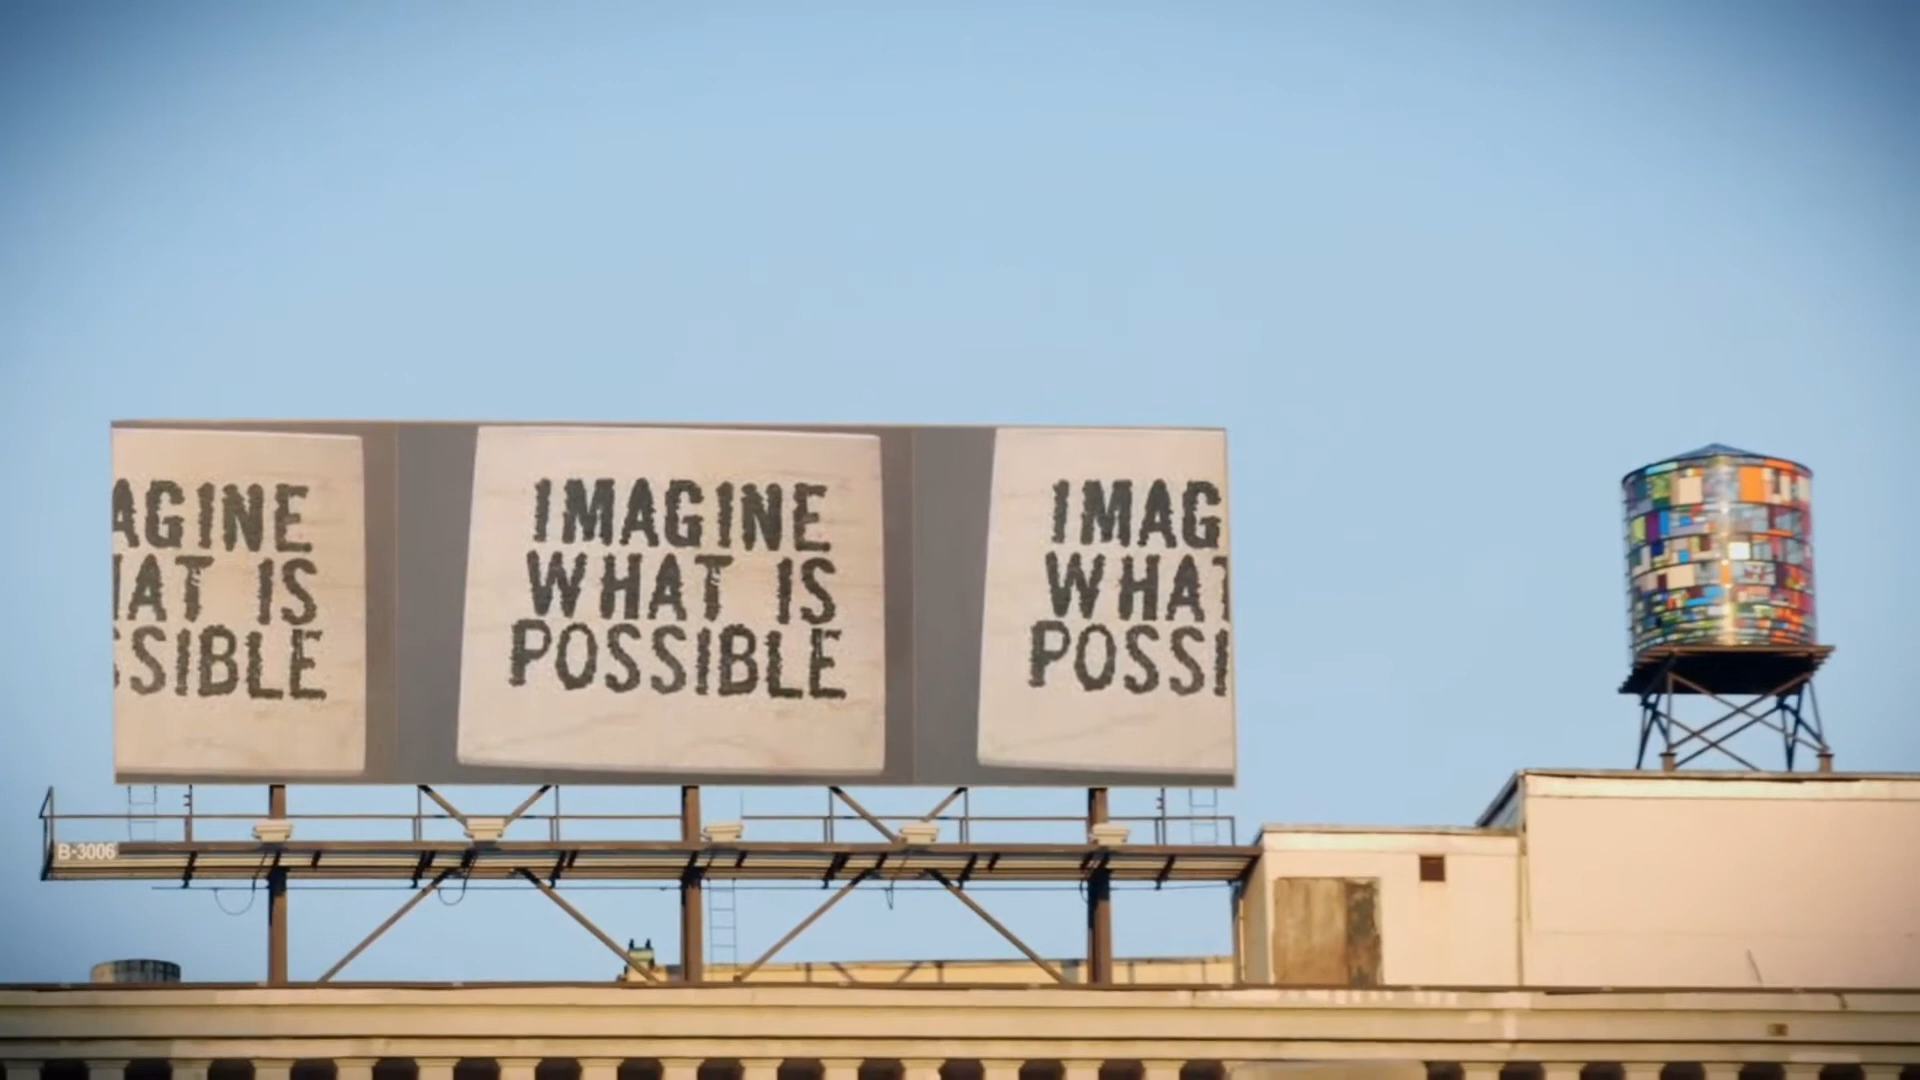 AGINE
IAT IS
SSIBLE
IMAGINE
WHAT IS
POSSIBLE
IMAG
WHAT
POSSI
B-3006